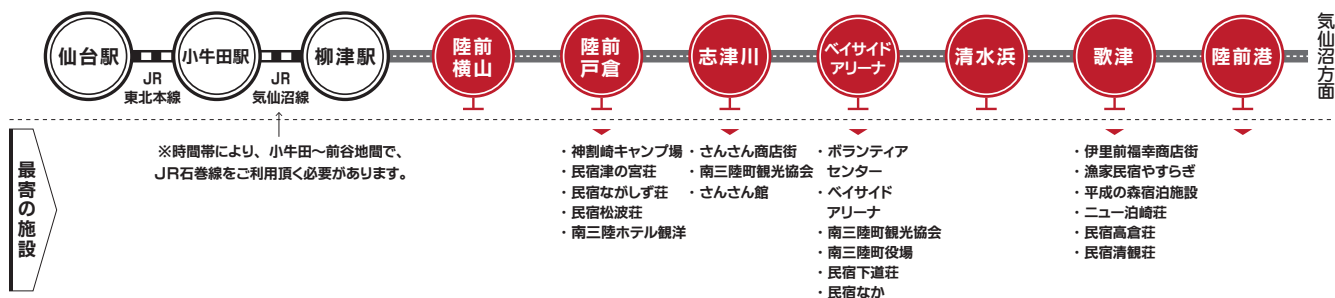 仙台駅
JR
東北本線
小牛田駅
JR
気仙沼線
柳津駅
陸前
横山
陸前
戸倉
志津川
ベイサイド
アリーナ
清水浜
歌津
陸前港
気仙沼方面
※時間帯により、小牛田〜前谷地間で、
JR石巻線をご利用頂く必要があります。
最寄の施設
・神割崎キャンプ場
・民宿津の宮荘
・民宿ながしず荘
・民宿松波荘
・南三陸ホテル観洋
・さんさん商店街
・南三陸町観光協会
・さんさん館
・ボランティア
センター
・ベイサイド
アリーナ
・南三陸町観光協会
・南三陸町役場
・民宿下道荘
・民宿なか
・伊里前福幸商店街
・漁家民宿やすらぎ
・平成の森宿泊施設
・ニュー泊崎荘
・民宿高倉荘
・民宿清観荘